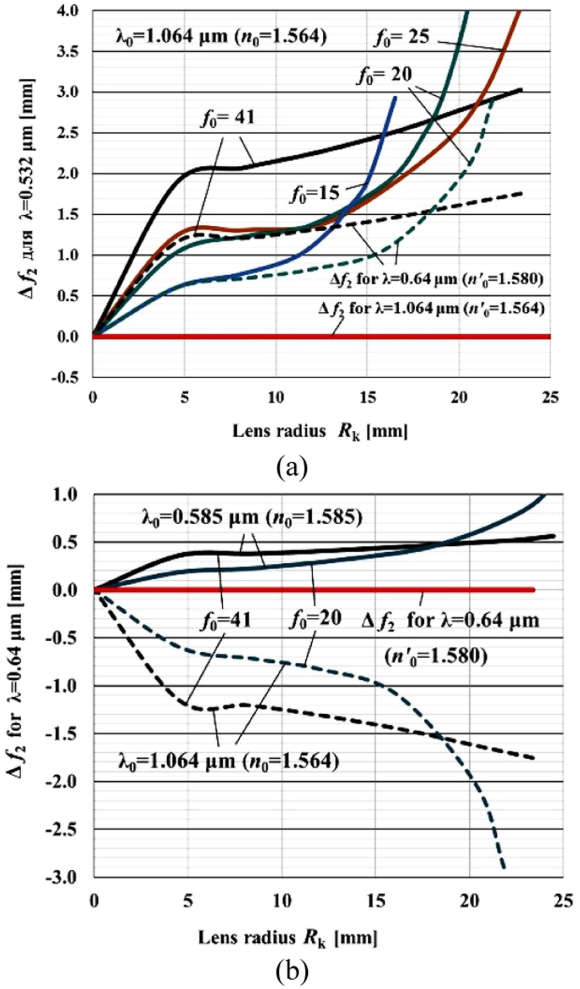 4.0
3.5
3.0
2.5
2.0
1.5
1.0
0.5
0.0
-0.5
Δf₂ для λ=0.532 µm [mm]
λ₀=1.064 µm (n₀=1.564)
f₀= 25
f₀= 20
f₀= 41
f₀=15
Δf₂ for λ=0.64 µm (n'₀=1.580)
Δf₂ for λ=1.064 µm (n'₀=1.564)
0 5 10 15 20 25
Lens radius Rₖ [mm]
(a)
1.0
0.5
0.0
-0.5
-1.0
-1.5
-2.0
-2.5
-3.0
Δf₂ for λ=0.64 µm [mm]
λ₀=0.585 µm (n₀=1.585)
f₀=41 f₀=20 Δf₂ for λ=0.64 µm
(n'₀=1.580)
λ₀=1.064 µm (n₀=1.564)
0 5 10 15 20 25
Lens radius Rₖ [mm]
(b)